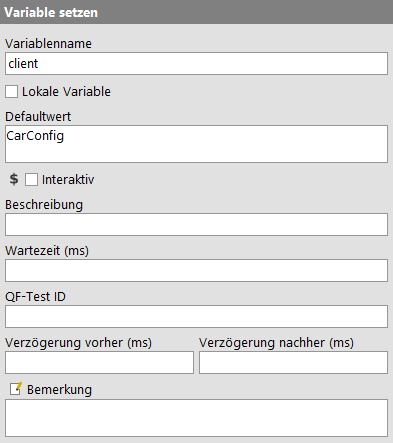 Variable setzen
Variablenname
client
Lokale Variable
Defaultwert
CarConfig
$ Interaktiv
Beschreibung
Wartezeit (ms)
QF-Test ID
Verzögerung vorher (ms) Verzögerung nachher (ms)
Bemerkung